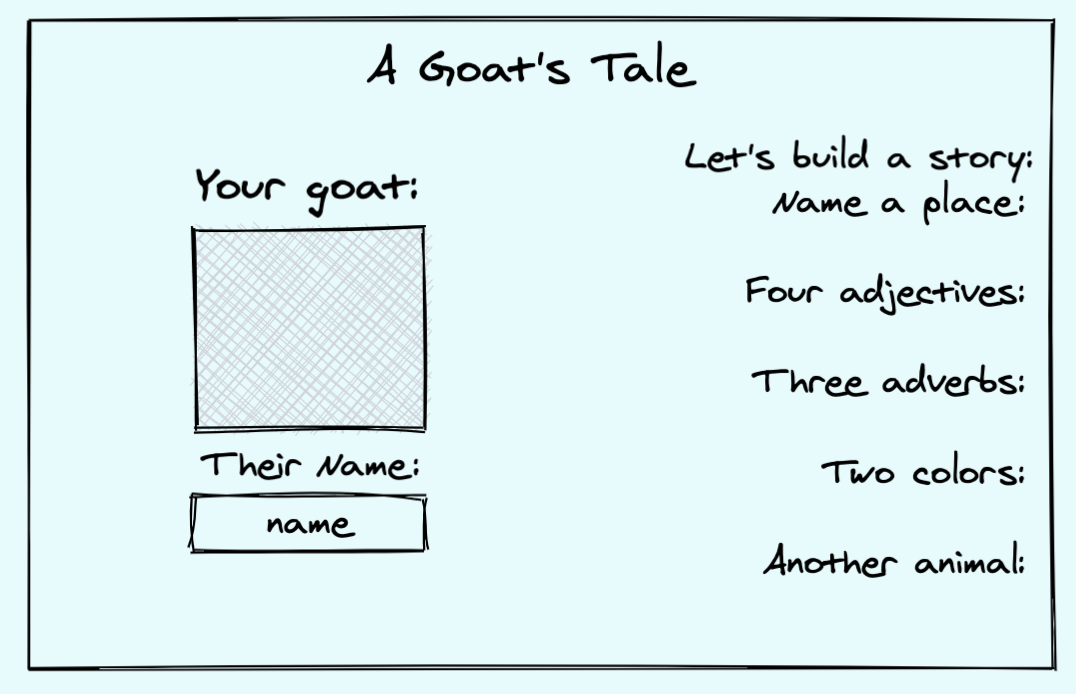 A Goat's Tale
Your goat:
Their Name:
name
Let's build a story:
Name a place:
Four adjectives:
Three adverbs:
Two colors:
Another animal: